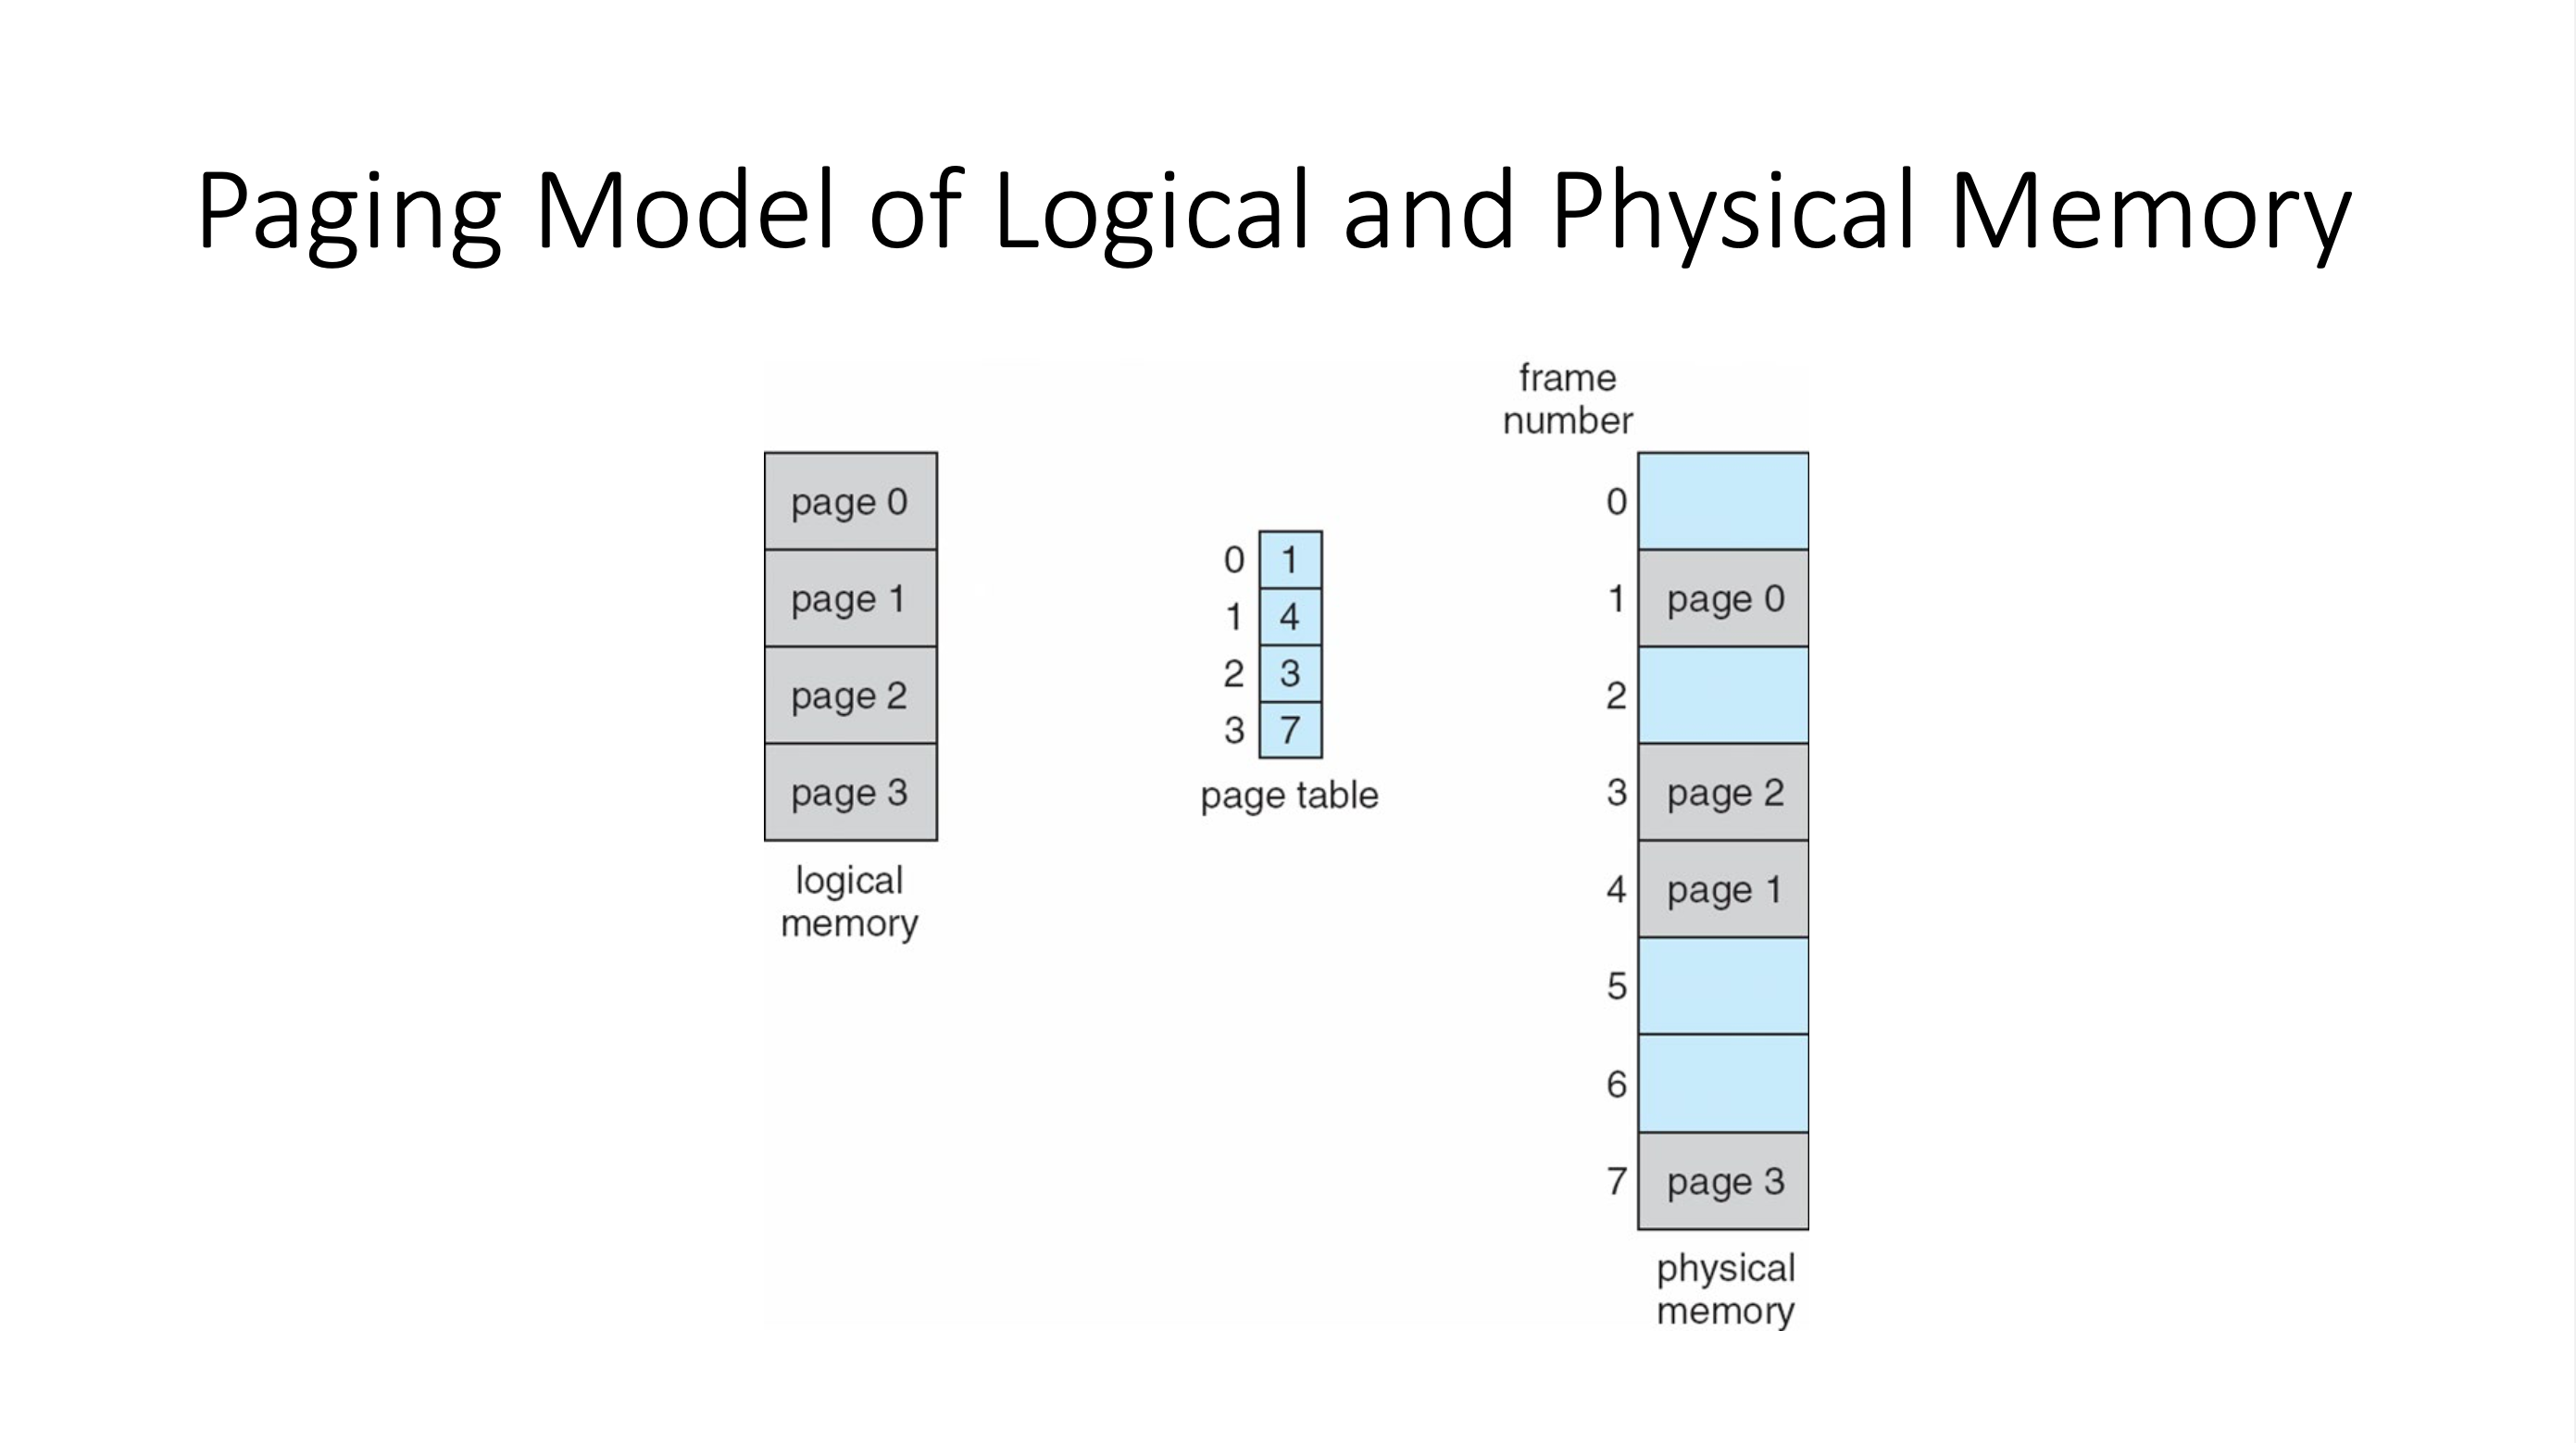 Paging Model of Logical and Physical Memory
page 0
page 1
page 2
page 3
logical
memory
0 1
1 4
2 3
3 7
page table
frame
number
0
1 page 0
2
3 page 2
4 page 1
5
6
7 page 3
physical
memory